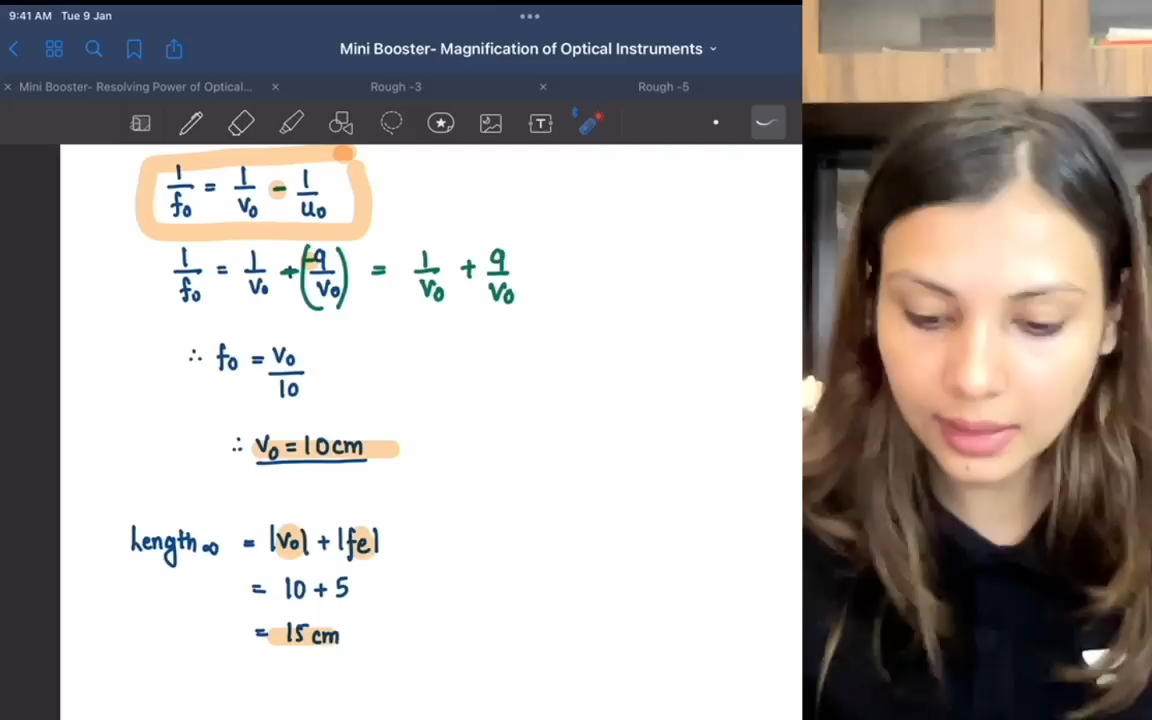 9:41 AM Tue 9 Jan
Mini Booster- Magnification of Optical Instruments
Mini Booster- Resolving Power of Optical... Rough -3 Rough -5
1/f₀ = 1/v₀ - 1/u₀
1/f₀ = 1/v₀ + (-9/v₀) = 1/v₀ + 9/v₀
∴ f₀ = v₀/10
∴ v₀ = 10cm
Length∞ = |v₀| + |fe|
= 10 + 5
= 15 cm